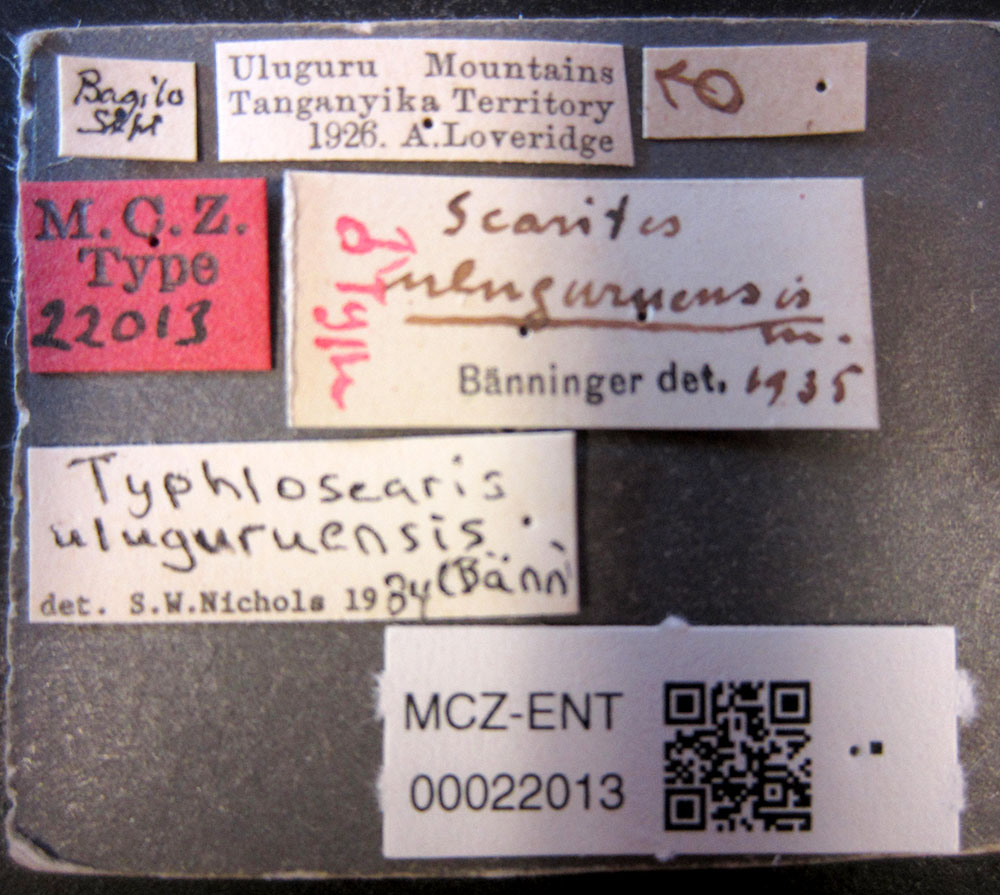 Bagilo
Sept
Uluguru Mountains
Tanganyika Territory
1926. A.Loveridge
♂
M.C.Z.
Type
22013
Scarites
uluguruensis
m.
♂ Type
Bänninger det. 1935
Typhloscaris
uluguruensis
(Bänn)
det. S.W.Nichols 1984
MCZ-ENT
00022013